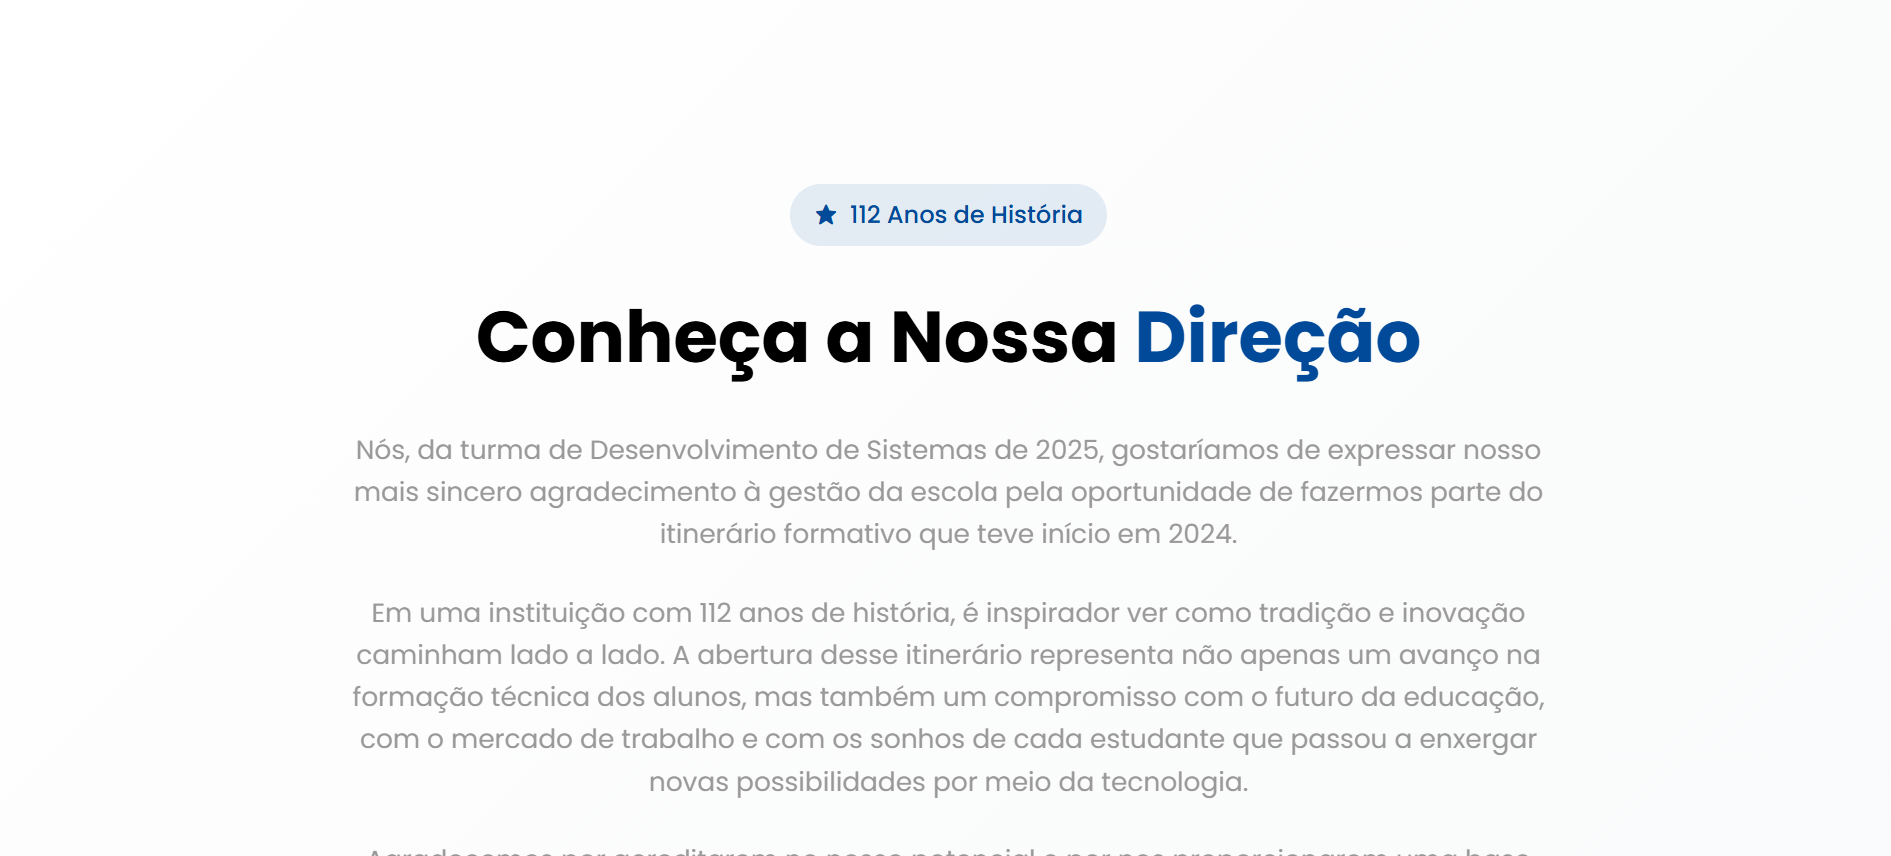 112 Anos de História
Conheça a Nossa Direção
Nós, da turma de Desenvolvimento de Sistemas de 2025, gostaríamos de expressar nosso
mais sincero agradecimento à gestão da escola pela oportunidade de fazermos parte do
itinerário formativo que teve início em 2024.
Em uma instituição com 112 anos de história, é inspirador ver como tradição e inovação
caminham lado a lado. A abertura desse itinerário representa não apenas um avanço na
formação técnica dos alunos, mas também um compromisso com o futuro da educação,
com o mercado de trabalho e com os sonhos de cada estudante que passou a enxergar
novas possibilidades por meio da tecnologia.